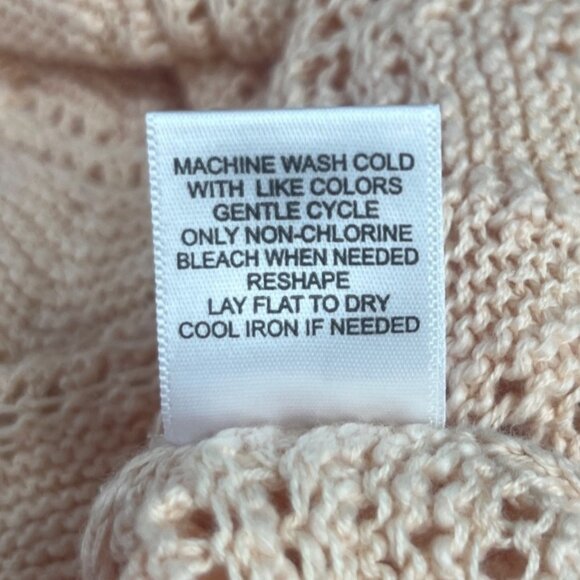 MACHINE WASH COLD
WITH LIKE COLORS
GENTLE CYCLE
ONLY NON-CHLORINE
BLEACH WHEN NEEDED
RESHAPE
LAY FLAT TO DRY
COOL IRON IF NEEDED